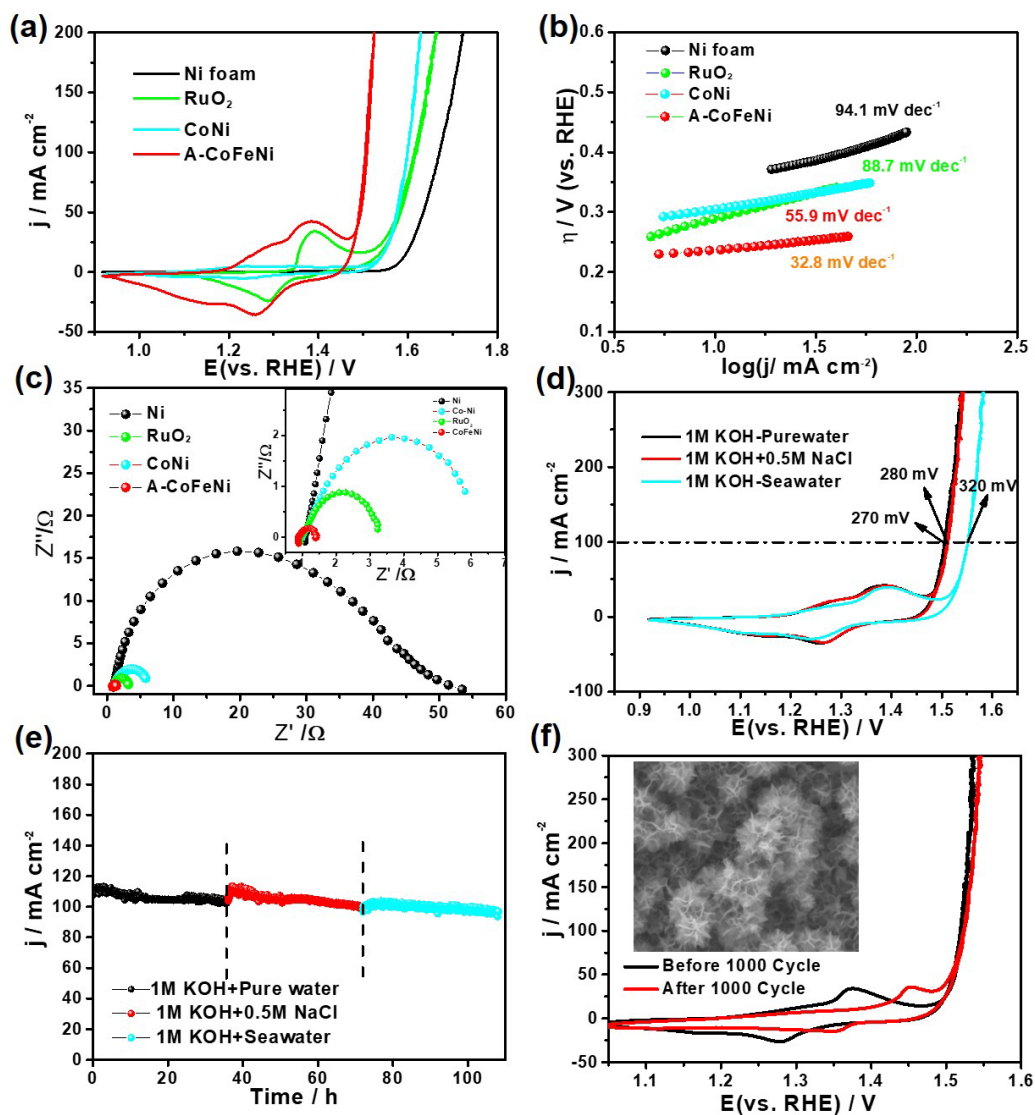 (a)
200
150
100
50
0
-50
j / mA cm-2
Ni foam
RuO2
CoNi
A-CoFeNi
1.0
1.2
1.4
1.6
1.8
E(vs. RHE) / V
(b)
0.6
0.5
0.4
0.3
0.2
0.1
η / V (vs. RHE)
Ni foam
RuO2
CoNi
A-CoFeNi
94.1 mV dec-1
88.7 mV dec-1
55.9 mV dec-1
32.8 mV dec-1
0.5
1.0
1.5
2.0
2.5
log(j/ mA cm-2)
(c)
35
30
25
20
15
10
5
0
Z''/Ω
Ni
RuO2
CoNi
A-CoFeNi
0
10
20
30
40
50
60
Z' /Ω
2
1
0
Z''/Ω
Ni
Co-Ni
RuO2
CoFeNi
1
2
3
4
5
6
7
Z' /Ω
(d)
300
200
100
0
-100
j / mA cm-2
1M KOH-Purewater
1M KOH+0.5M NaCl
1M KOH-Seawater
280 mV
320 mV
270 mV
0.9
1.0
1.1
1.2
1.3
1.4
1.5
1.6
E(vs. RHE) / V
(e)
200
180
160
140
120
100
80
60
40
20
0
j / mA cm-2
1M KOH+Pure water
1M KOH+0.5M NaCl
1M KOH+Seawater
0
20
40
60
80
100
Time / h
(f)
300
250
200
150
100
50
0
-50
j / mA cm-2
Before 1000 Cycle
After 1000 Cycle
1.1
1.2
1.3
1.4
1.5
1.6
E(vs. RHE) / V